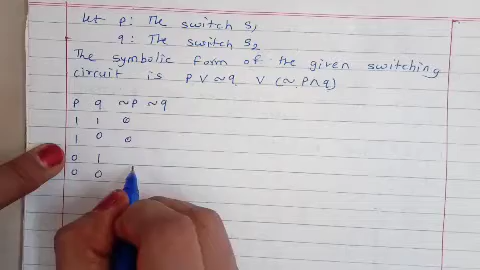 Let p: The switch S₁
q: The switch S₂
The symbolic form of the given switching
circuit is p ∨ ~q ∨ (~p ∧ q)
p q ~p ~q
1 1 0
1 0 0
0 1
0 0